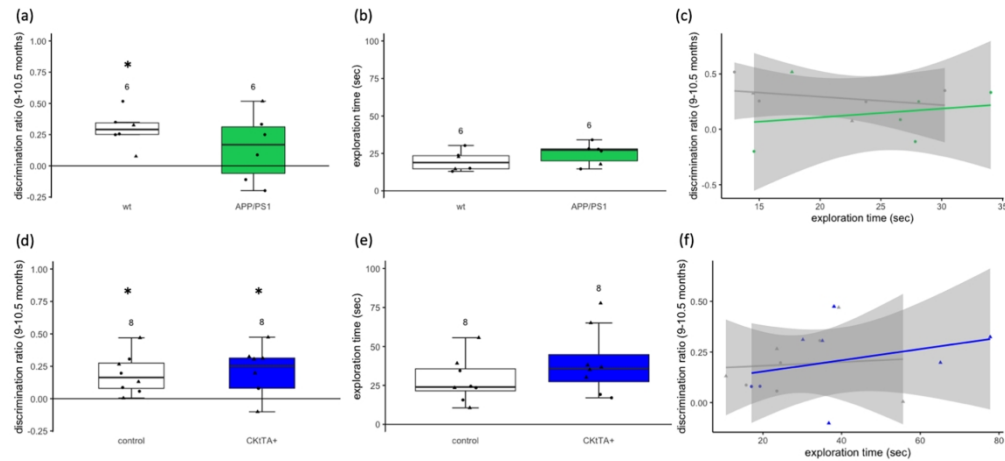 (a)
discrimination ratio (9-10.5 months)
1.00
0.75
0.50
0.25
0.00
-0.25
*
6
6
wt
APP/PS1
(b)
exploration time (sec)
100
75
50
25
0
6
6
wt
APP/PS1
(c)
discrimination ratio (9-10.5 months)
0.5
0.0
-0.5
15
20
25
30
35
exploration time (sec)
(d)
discrimination ratio (9-10.5 months)
1.00
0.75
0.50
0.25
0.00
-0.25
*
*
8
8
control
CKtTA+
(e)
exploration time (sec)
100
75
50
25
0
8
8
control
CKtTA+
(f)
discrimination ratio (9-10.5 months)
0.50
0.25
0.00
20
40
60
80
exploration time (sec)